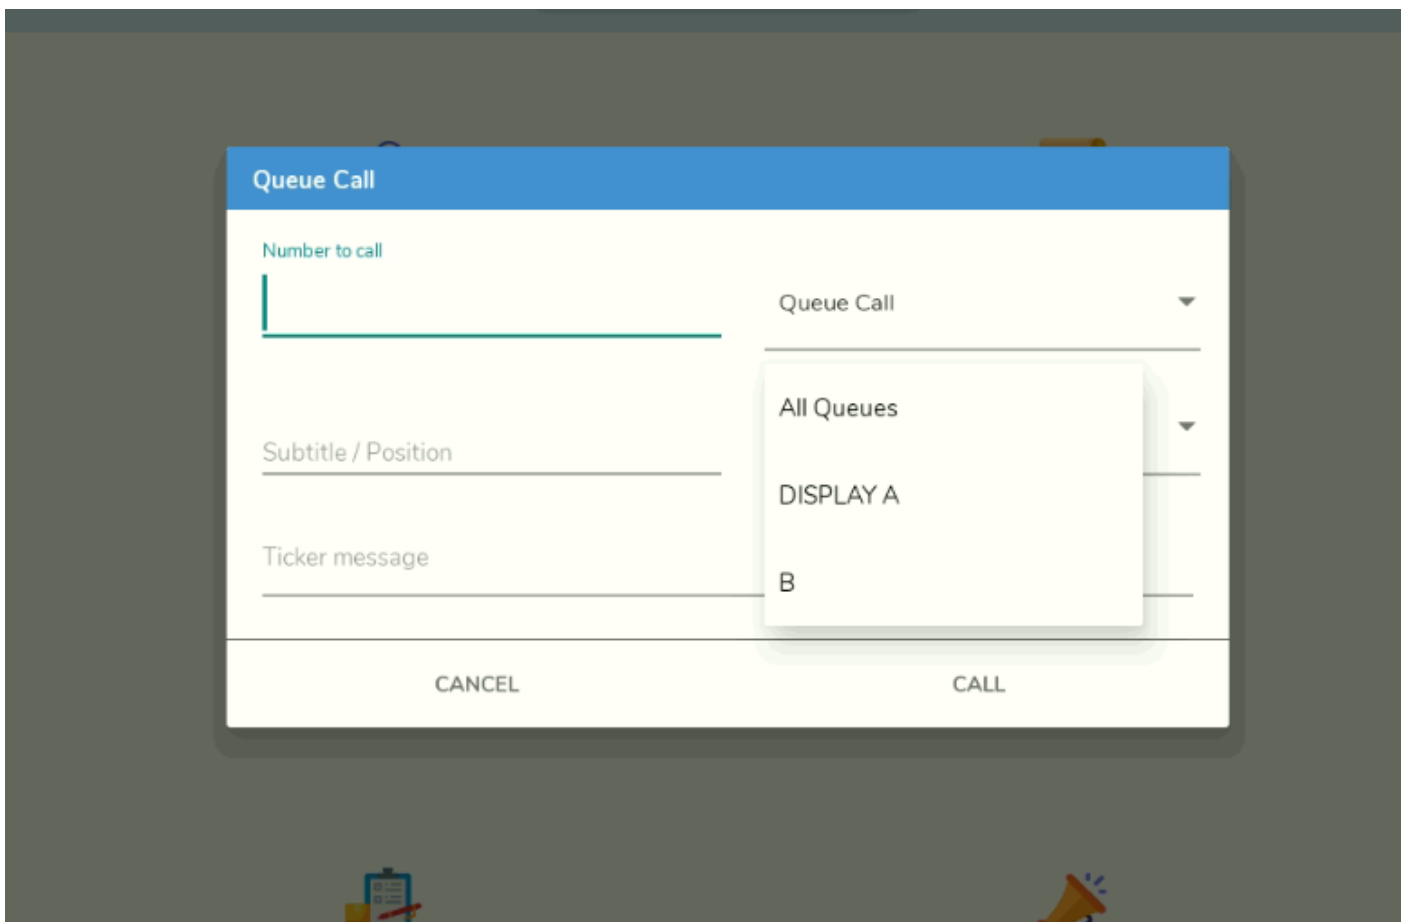 Queue Call
Number to call
Queue Call
All Queues
Subtitle / Position
DISPLAY A
Ticker message
B
CANCEL
CALL